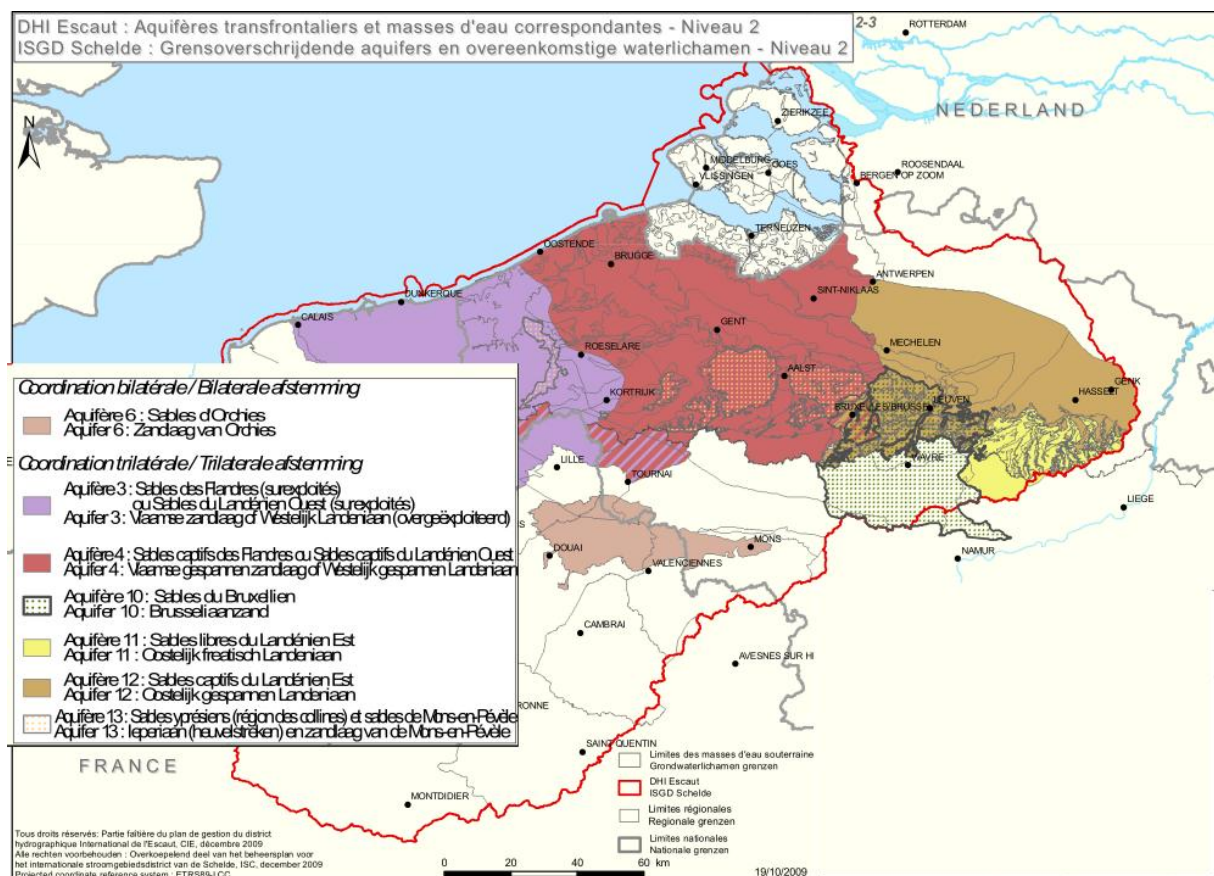 DHI Escaut : Aquifères transfrontaliers et masses d'eau correspondantes - Niveau 2
ISGD Schelde : Grensoverschrijdende aquifers en overeenkomstige waterlichamen - Niveau 2
2-3
ROTTERDAM
NEDERLAND
N
ZIERIKZEE
MIDDELBURG
GOES
VLISSINGEN
ROOSENDAAL
BERGEN OP ZOOM
TERNEUZEN
OOSTENDE
BRUGGE
ANTWERPEN
SINT-NIKLAAS
DUNKERQUE
CALAIS
GENT
ROESELARE
MECHELEN
AALST
GENK
HASSELT
KORTRIJK
BRUXELLES/BRUSSEL
LEUVEN
LILLE
WAVRE
TOURNAI
LIEGE
DOUAI
MONS
NAMUR
VALENCIENNES
CAMBRAI
AVESNES SUR HE
RONNE
SAINT QUENTIN
FRANCE
MONTDIDIER
Coordination bilatérale / Bilaterale afstemming
Aquifère 6 : Sables d'Orchies
Aquifer 6 : Zandlaag van Orchies
Coordination trilatérale / Trilaterale afstemming
Aquifère 3 : Sables des Flandres (surexploités)
ou Sables du Landénien Ouest (surexploités)
Aquifer 3 : Vlaamse zandlaag of Westelijk Landeniaan (overgeëxploiteerd)
Aquifère 4 : Sables captifs des Flandres ou Sables captifs du Landénien Ouest
Aquifer 4 : Vlaamse gespannen zandlaag of Westelijk gespannen Landeniaan
Aquifère 10 : Sables du Bruxellien
Aquifer 10 : Brusseliaanzand
Aquifère 11 : Sables libres du Landénien Est
Aquifer 11 : Oostelijk freatisch Landeniaan
Aquifère 12 : Sables captifs du Landénien Est
Aquifer 12 : Oostelijk gespannen Landeniaan
Aquifère 13 : Sables yprésiens (région des collines) et sables de Mons-en-Pévèle
Aquifer 13 : Ieperiaan (heuvelstreken) en zandlaag van de Mons-en-Pévèle
Limites des masses d'eau souterraine
Grondwaterlichamen grenzen
DHI Escaut
ISGD Schelde
Limites régionales
Regionale grenzen
Limites nationales
Nationale grenzen
Tous droits réservés: Partie faîtière du plan de gestion du district
hydrographique International de l'Escaut, CIE, décembre 2009
Alle rechten voorbehouden : Overkoepelend deel van het beheersplan voor
het internationale stroomgebiedsdistrict van de Schelde, ISC, december 2009
Projected coordinate reference system : ETRS89-LCC
0 20 40 60
km
19/10/2009